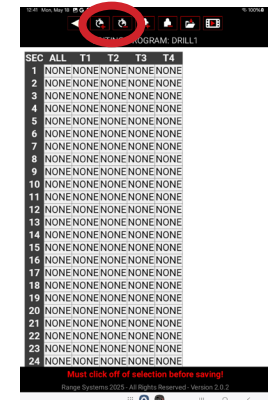 12:41 Mon, May 18
100%
PROGRAM: DRILL1
SEC ALL T1 T2 T3 T4
1 NONE NONE NONE NONE NONE
2 NONE NONE NONE NONE NONE
3 NONE NONE NONE NONE NONE
4 NONE NONE NONE NONE NONE
5 NONE NONE NONE NONE NONE
6 NONE NONE NONE NONE NONE
7 NONE NONE NONE NONE NONE
8 NONE NONE NONE NONE NONE
9 NONE NONE NONE NONE NONE
10 NONE NONE NONE NONE NONE
11 NONE NONE NONE NONE NONE
12 NONE NONE NONE NONE NONE
13 NONE NONE NONE NONE NONE
14 NONE NONE NONE NONE NONE
15 NONE NONE NONE NONE NONE
16 NONE NONE NONE NONE NONE
17 NONE NONE NONE NONE NONE
18 NONE NONE NONE NONE NONE
19 NONE NONE NONE NONE NONE
20 NONE NONE NONE NONE NONE
21 NONE NONE NONE NONE NONE
22 NONE NONE NONE NONE NONE
23 NONE NONE NONE NONE NONE
24 NONE NONE NONE NONE NONE
Must click off of selection before saving!
Range Systems 2025 - All Rights Reserved - Version 2.0.2